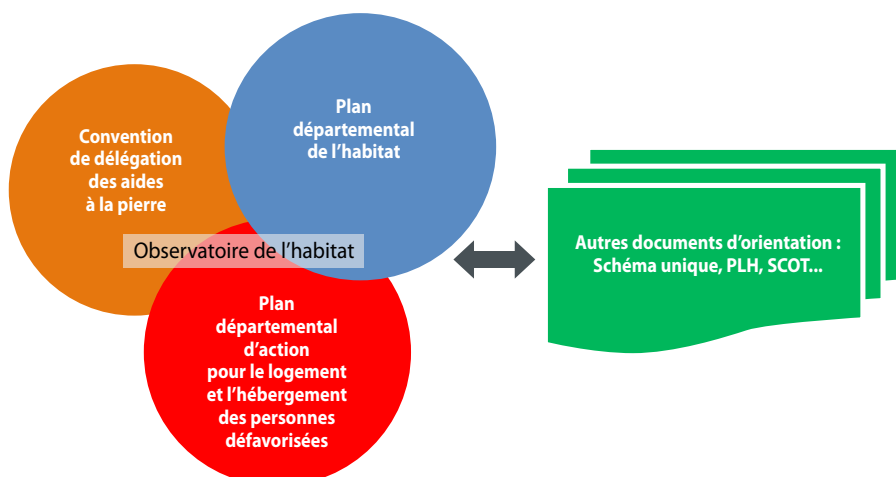 Convention
de délégation
des aides
à la pierre
Plan
départemental
de l’habitat
Observatoire de l’habitat
Plan
départemental
d’action
pour le logement
et l’hébergement
des personnes
défavorisées
Autres documents d’orientation :
Schéma unique, PLH, SCOT...